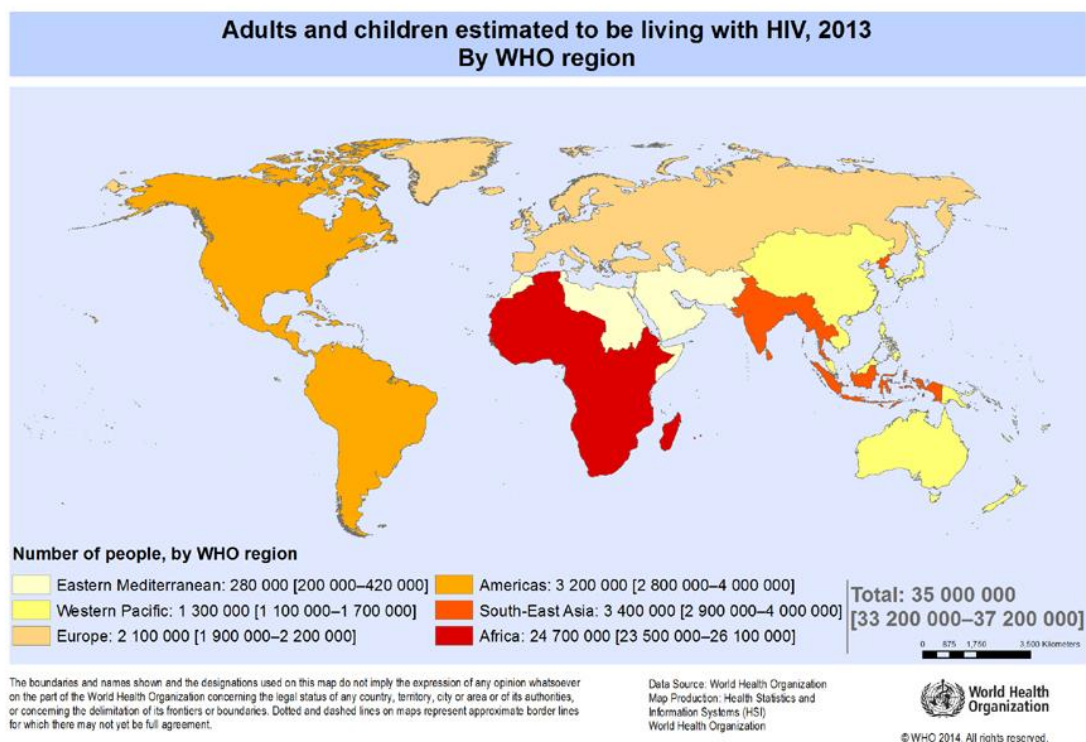 Adults and children estimated to be living with HIV, 2013
By WHO region
Number of people, by WHO region
Eastern Mediterranean: 280 000 [200 000–420 000]
Western Pacific: 1 300 000 [1 100 000–1 700 000]
Europe: 2 100 000 [1 900 000–2 200 000]
Americas: 3 200 000 [2 800 000–4 000 000]
South-East Asia: 3 400 000 [2 900 000–4 000 000]
Africa: 24 700 000 [23 500 000–26 100 000]
Total: 35 000 000
[33 200 000–37 200 000]
0 875 1,750 3,500 Kilometers
The boundaries and names shown and the designations used on this map do not imply the expression of any opinion whatsoever
on the part of the World Health Organization concerning the legal status of any country, territory, city or area or of its authorities,
or concerning the delimitation of its frontiers or boundaries. Dotted and dashed lines on maps represent approximate border lines
for which there may not yet be full agreement.
Data Source: World Health Organization
Map Production: Health Statistics and
Information Systems (HSI)
World Health Organization
World Health
Organization
© WHO 2014. All rights reserved.